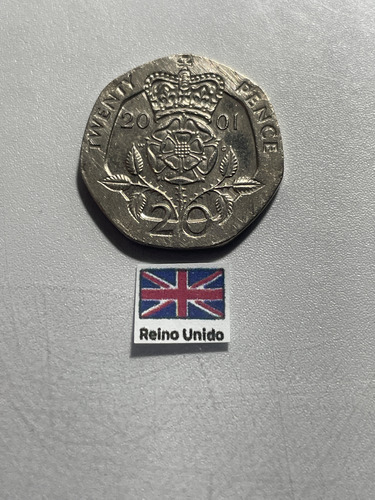 TWENTY PENCE
20 01
20
Reino Unido